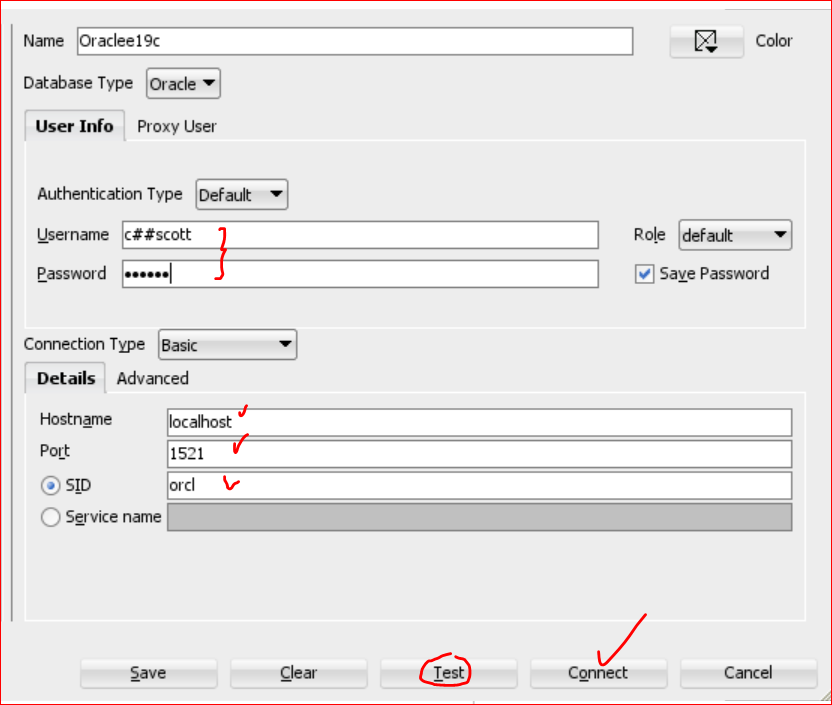 Name Oraclee19c Color
Database Type Oracle
User Info Proxy User
Authentication Type Default
Username c##scott Role default
Password •••••• Save Password
Connection Type Basic
Details Advanced
Hostname localhost
Port 1521
SID orcl
Service name
Save Clear Test Connect Cancel